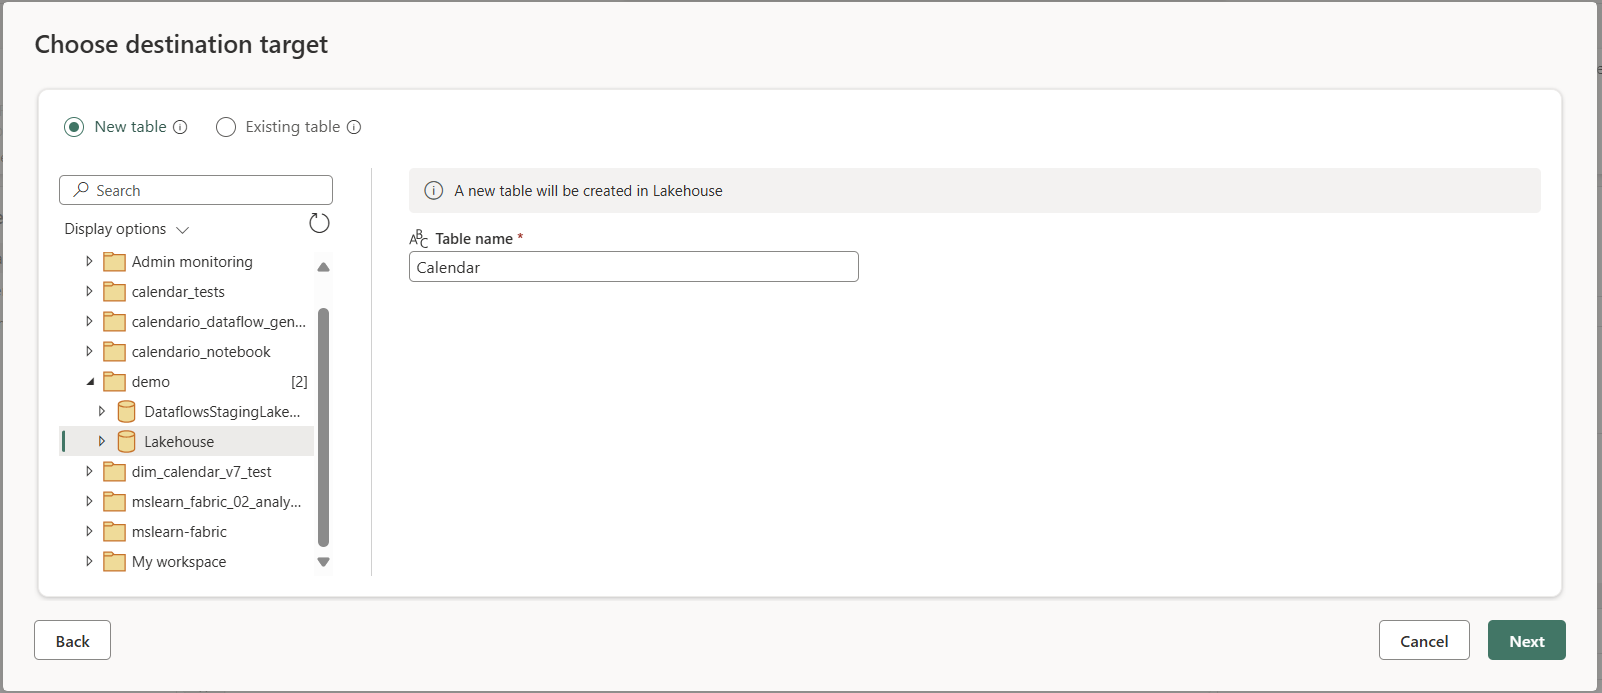 Choose destination target
New table
Existing table
Search
Display options
Admin monitoring
calendar_tests
calendario_dataflow_gen...
calendario_notebook
demo [2]
DataflowsStagingLake...
Lakehouse
dim_calendar_v7_test
mslearn_fabric_02_analy...
mslearn-fabric
My workspace
A new table will be created in Lakehouse
ABC Table name *
Calendar
Back
Cancel
Next